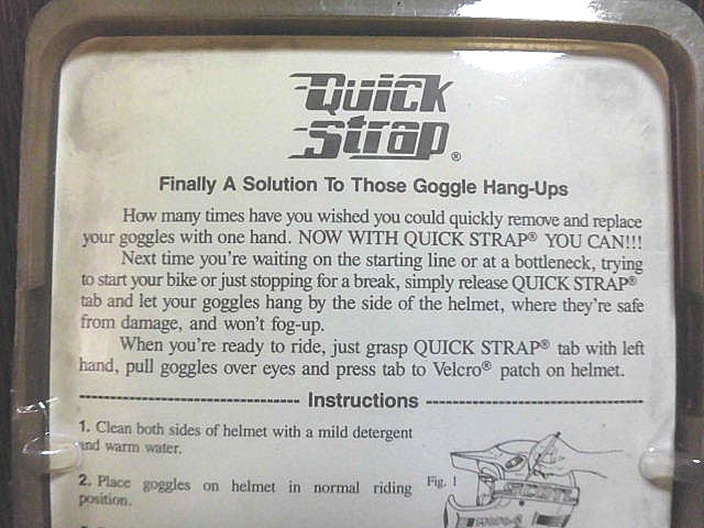 Quick
Strap®
Finally A Solution To Those Goggle Hang-Ups
How many times have you wished you could quickly remove and replace
your goggles with one hand. NOW WITH QUICK STRAP® YOU CAN!!!
Next time you're waiting on the starting line or at a bottleneck, trying
to start your bike or just stopping for a break, simply release QUICK STRAP®
tab and let your goggles hang by the side of the helmet, where they're safe
from damage, and won't fog-up.
When you're ready to ride, just grasp QUICK STRAP® tab with left
hand, pull goggles over eyes and press tab to Velcro® patch on helmet.
Instructions
1. Clean both sides of helmet with a mild detergent
and warm water.
2. Place goggles on helmet in normal riding
position.
Fig. 1